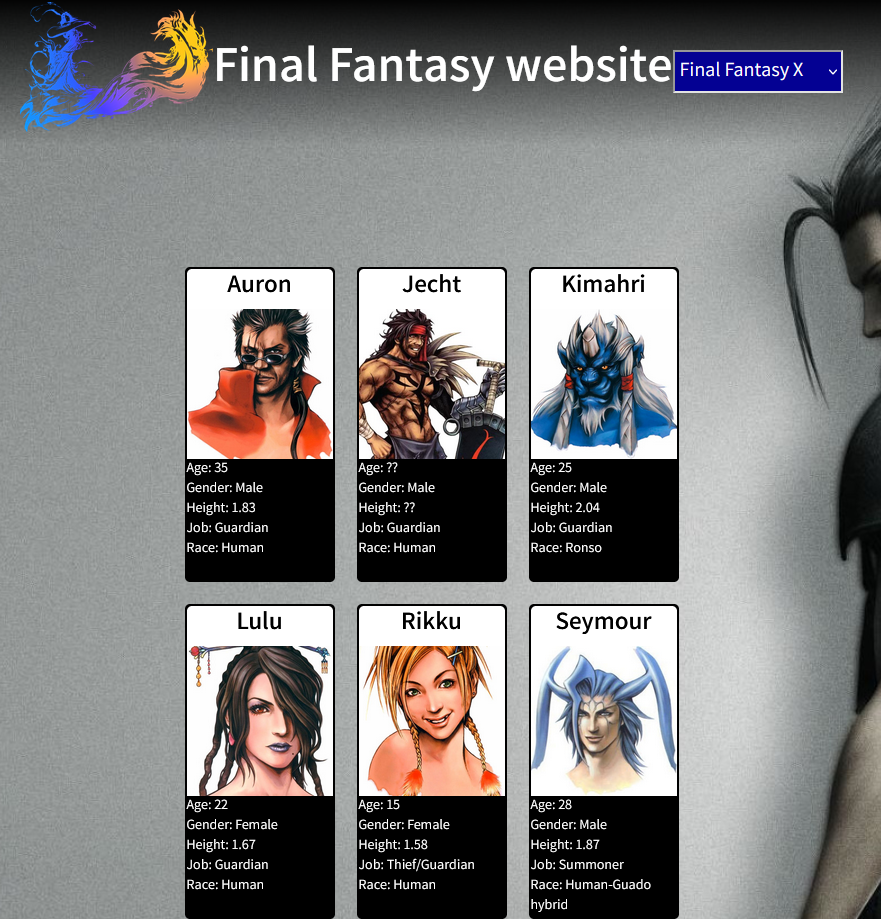 Final Fantasy website
Final Fantasy X
Auron
Age: 35
Gender: Male
Height: 1.83
Job: Guardian
Race: Human
Jecht
Age: ??
Gender: Male
Height: ??
Job: Guardian
Race: Human
Kimahri
Age: 25
Gender: Male
Height: 2.04
Job: Guardian
Race: Ronso
Lulu
Age: 22
Gender: Female
Height: 1.67
Job: Guardian
Race: Human
Rikku
Age: 15
Gender: Female
Height: 1.58
Job: Thief/Guardian
Race: Human
Seymour
Age: 28
Gender: Male
Height: 1.87
Job: Summoner
Race: Human-Guado
hybrid